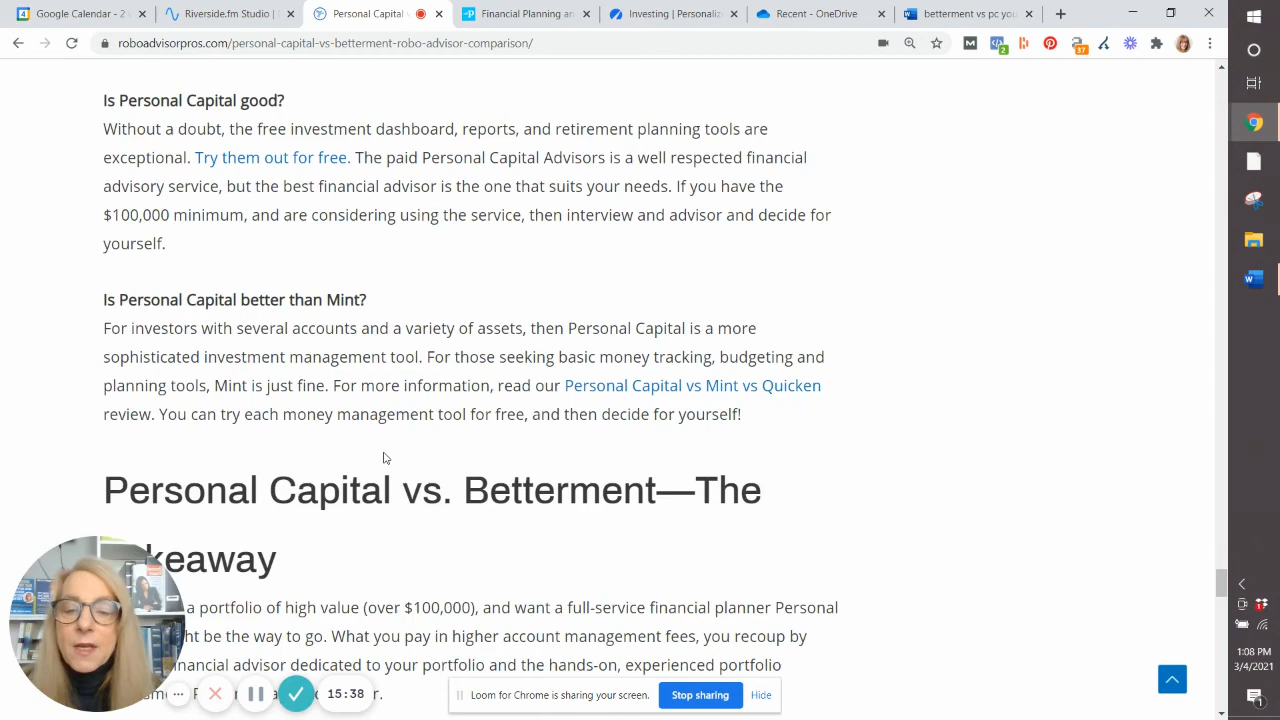 Google Calendar - 2
Riverside.fm Studio |
Personal Capital v
Financial Planning an
Investing | Personaliz
Recent - OneDrive
betterment vs pc you
roboadvisorpros.com/personal-capital-vs-betterment-robo-advisor-comparison/
2
37
Is Personal Capital good?
Without a doubt, the free investment dashboard, reports, and retirement planning tools are
exceptional. Try them out for free. The paid Personal Capital Advisors is a well respected financial
advisory service, but the best financial advisor is the one that suits your needs. If you have the
$100,000 minimum, and are considering using the service, then interview and advisor and decide for
yourself.
Is Personal Capital better than Mint?
For investors with several accounts and a variety of assets, then Personal Capital is a more
sophisticated investment management tool. For those seeking basic money tracking, budgeting and
planning tools, Mint is just fine. For more information, read our Personal Capital vs Mint vs Quicken
review. You can try each money management tool for free, and then decide for yourself!
Personal Capital vs. Betterment—The
keaway
a portfolio of high value (over $100,000), and want a full-service financial planner Personal
ht be the way to go. What you pay in higher account management fees, you recoup by
nancial advisor dedicated to your portfolio and the hands-on, experienced portfolio
15:38
Loom for Chrome is sharing your screen.
Stop sharing
Hide
1:08 PM
3/4/2021